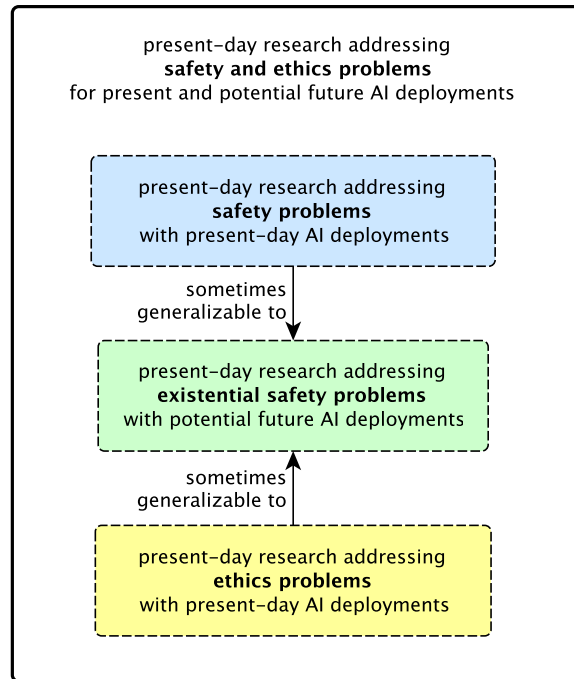 present-day research addressing
safety and ethics problems
for present and potential future AI deployments
present-day research addressing
safety problems
with present-day AI deployments
sometimes
generalizable to
present-day research addressing
existential safety problems
with potential future AI deployments
sometimes
generalizable to
present-day research addressing
ethics problems
with present-day AI deployments